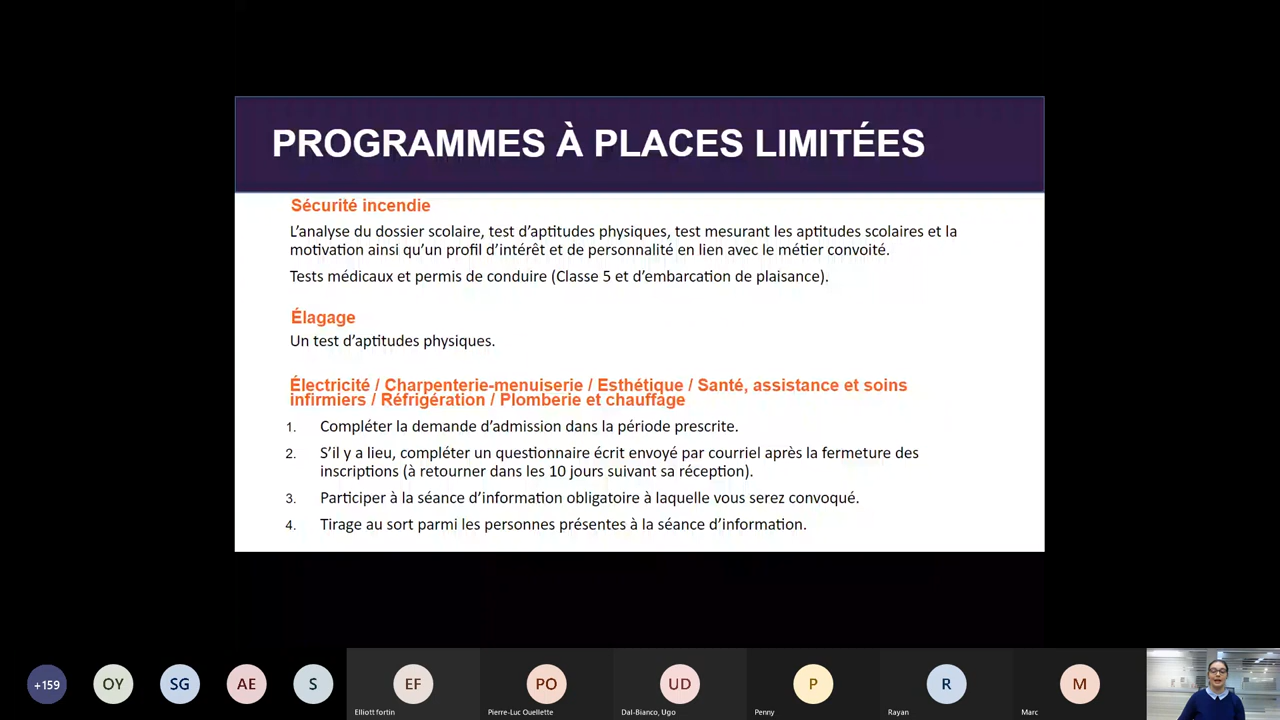 PROGRAMMES À PLACES LIMITÉES
Sécurité incendie
L’analyse du dossier scolaire, test d’aptitudes physiques, test mesurant les aptitudes scolaires et la
motivation ainsi qu’un profil d’intérêt et de personnalité en lien avec le métier convoité.
Tests médicaux et permis de conduire (Classe 5 et d’embarcation de plaisance).
Élagage
Un test d’aptitudes physiques.
Électricité / Charpenterie-menuiserie / Esthétique / Santé, assistance et soins
infirmiers / Réfrigération / Plomberie et chauffage
1. Compléter la demande d’admission dans la période prescrite.
2. S’il y a lieu, compléter un questionnaire écrit envoyé par courriel après la fermeture des
inscriptions (à retourner dans les 10 jours suivant sa réception).
3. Participer à la séance d’information obligatoire à laquelle vous serez convoqué.
4. Tirage au sort parmi les personnes présentes à la séance d’information.
+159 OY SG AE S EF PO UD P R M
Elliott fortin Pierre-Luc Ouellette Dal-Bianco, Ugo Penny Rayan Marc